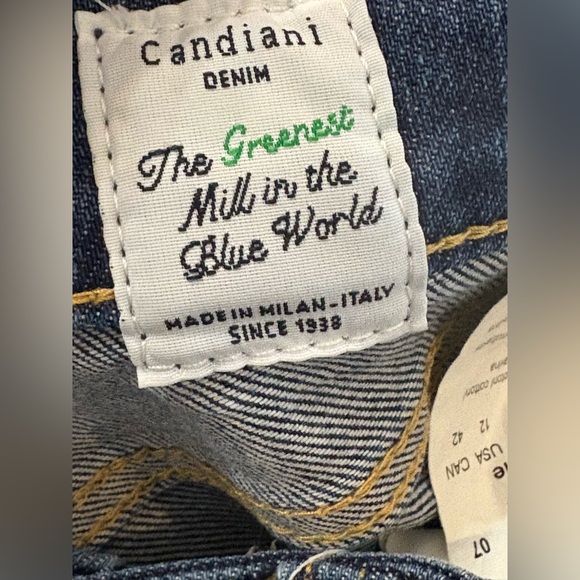 Candiani
DENIM
The Greenest
Mill in the
Blue World
MADE IN MILAN-ITALY
SINCE 1938
cotton
12 42
USA CAN
07